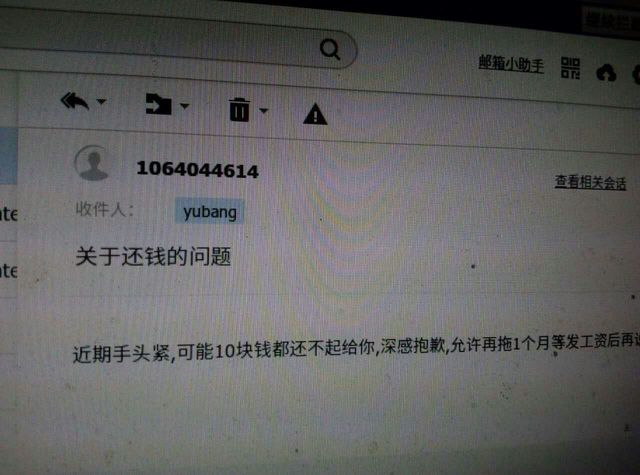 邮箱小助手
1064044614
查看相关会话
收件人：
yubang
关于还钱的问题
近期手头紧,可能10块钱都还不起给你,深感抱歉,允许再拖1个月等发工资后再